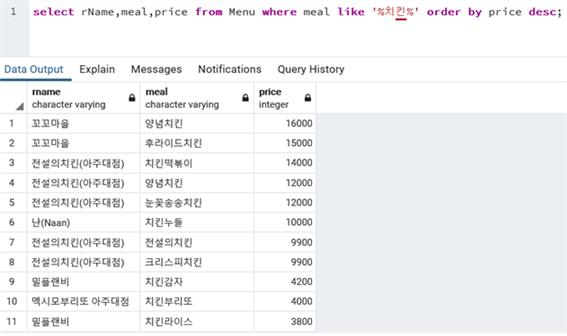 1 select rName,meal,price from Menu where meal like '%치킨%' order by price desc;
Data Output Explain Messages Notifications Query History
rname meal price
character varying character varying integer
1 꼬꼬마을 양념치킨 16000
2 꼬꼬마을 후라이드치킨 15000
3 전설의치킨(아주대점) 치킨떡볶이 14000
4 전설의치킨(아주대점) 양념치킨 12000
5 전설의치킨(아주대점) 눈꽃송송치킨 12000
6 난(Naan) 치킨누들 10000
7 전설의치킨(아주대점) 전설의치킨 9900
8 전설의치킨(아주대점) 크리스피치킨 9900
9 밀플랜비 치킨감자 4200
10 멕시모부리또 아주대점 치킨부리또 4000
11 밀플랜비 치킨라이스 3800